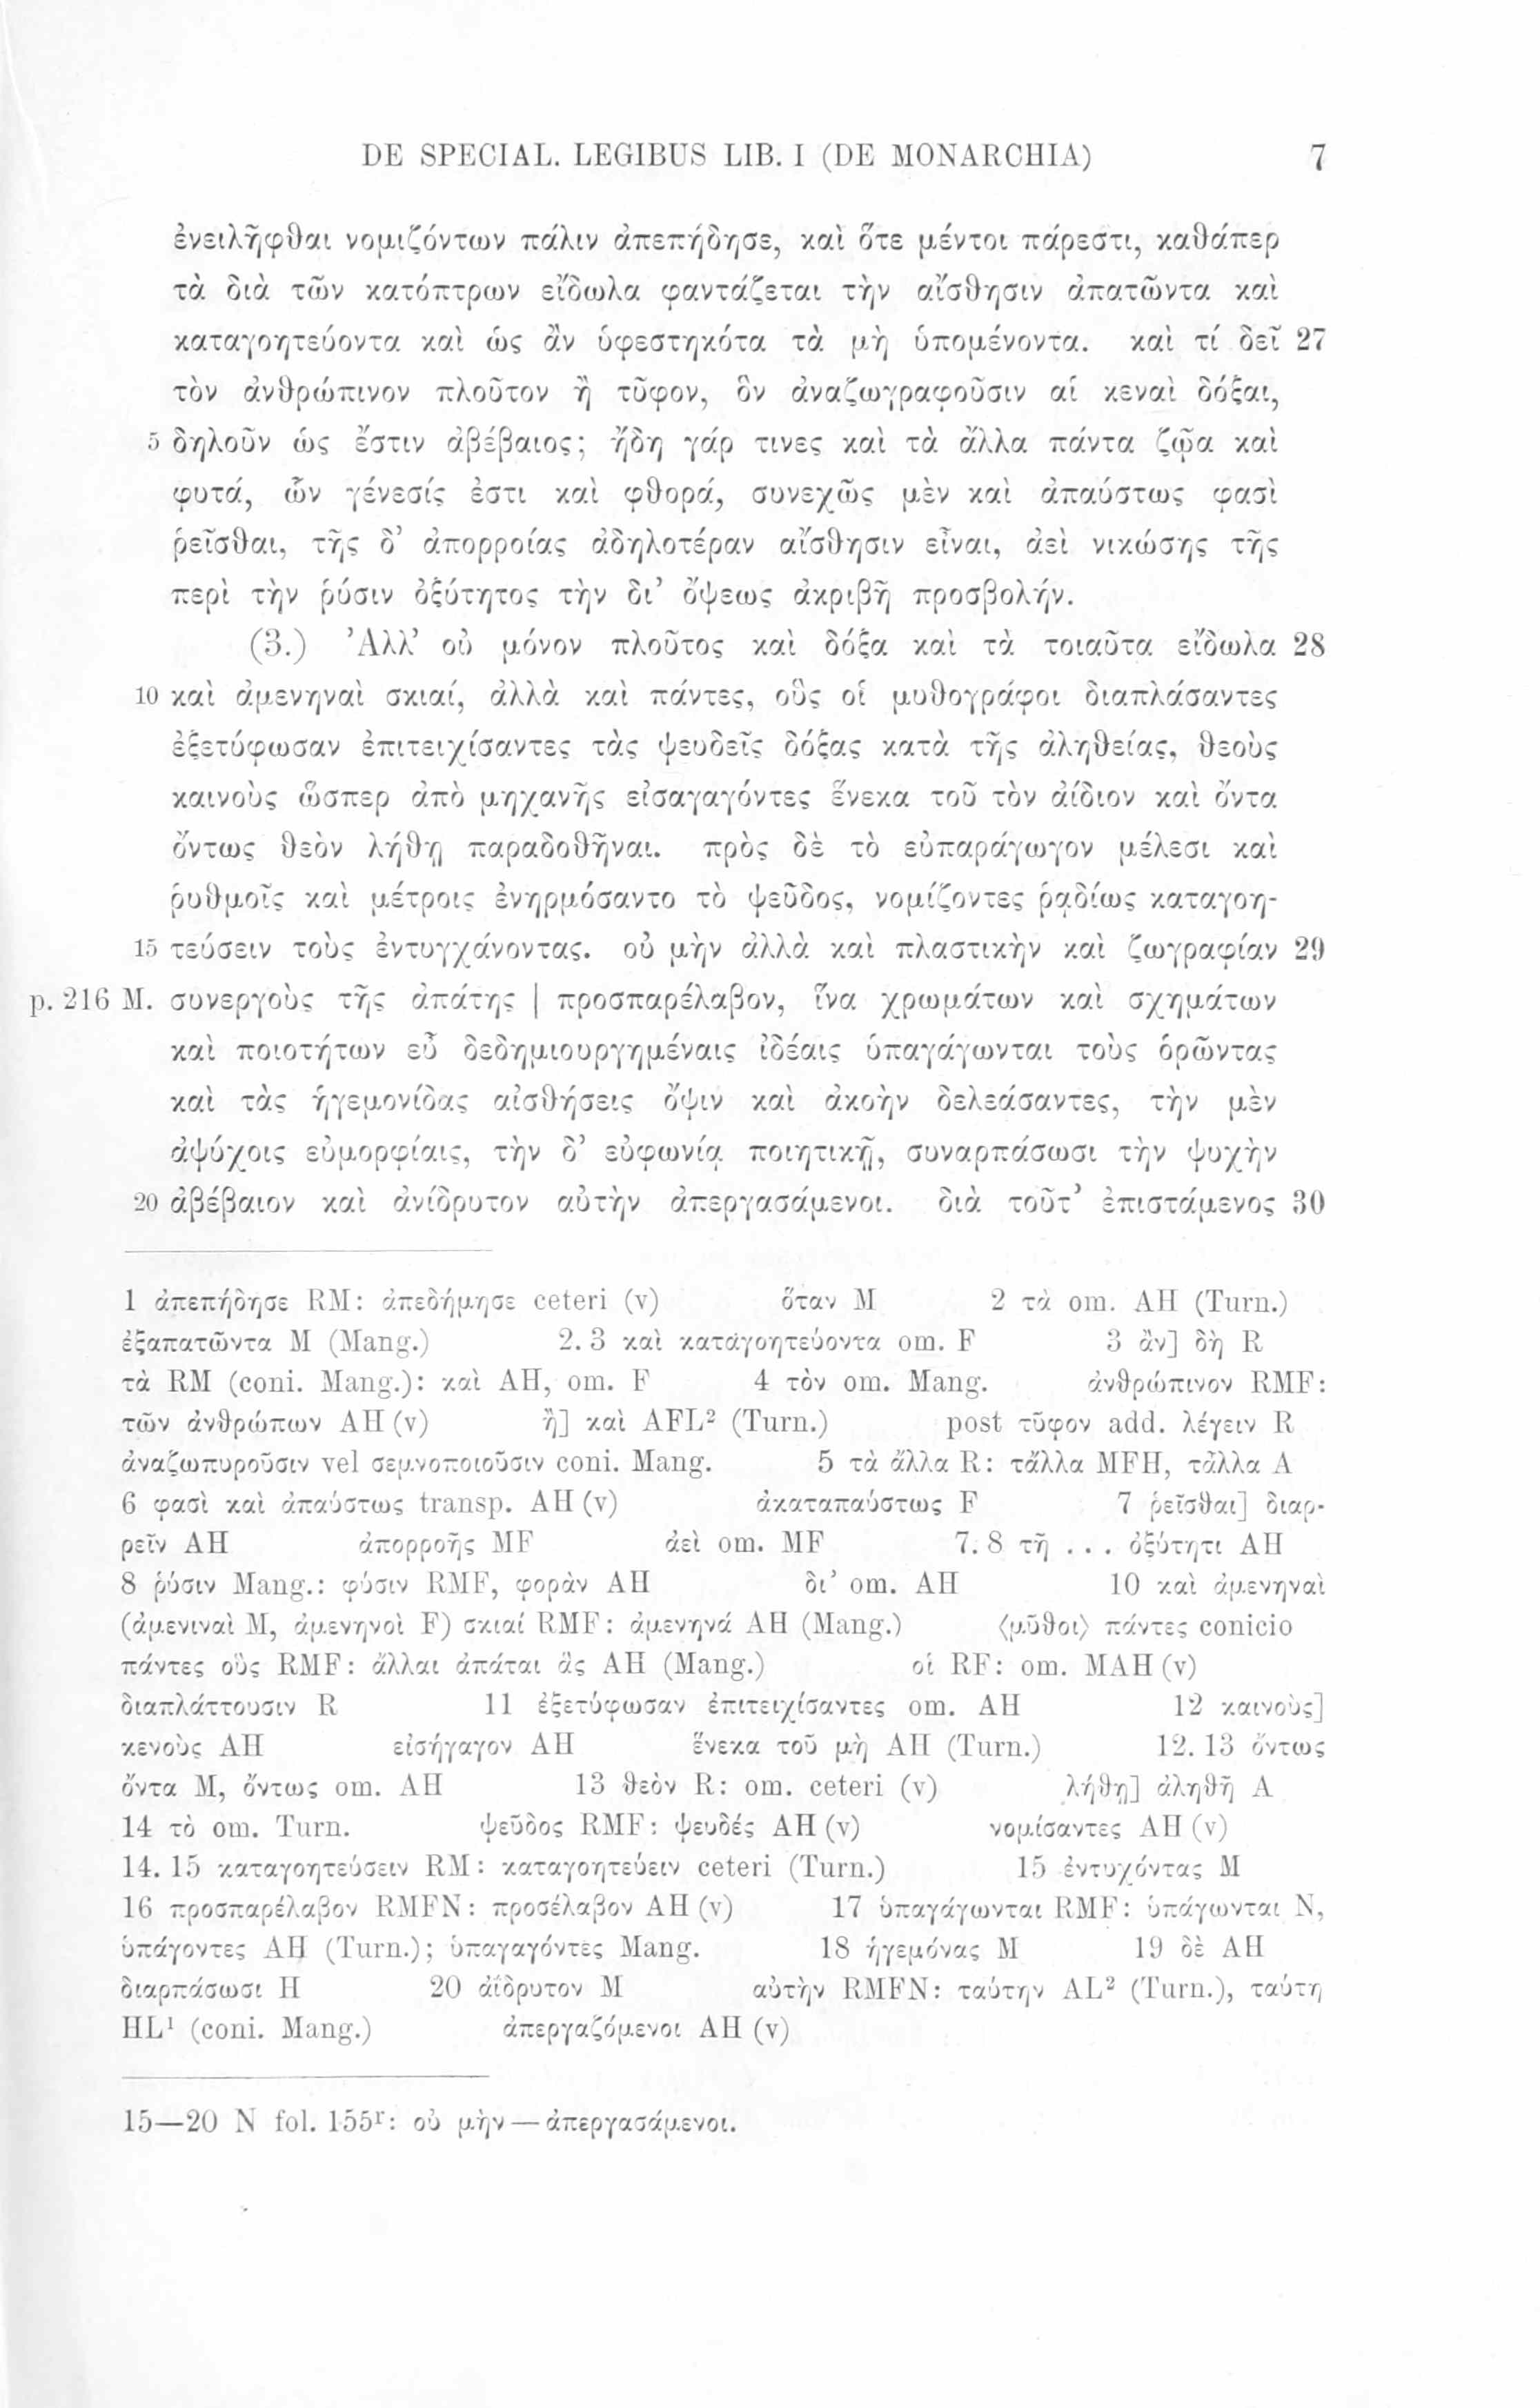 DE SPECIAL. LEGIBUS LIB. I (DE MONARCHIA) 7
ἐνειλῆφθαι νομιζόντων πάλιν ἀπεπήδησε, καὶ ὅτε μέντοι πάρεστι, καθάπερ
τὰ διὰ τῶν κατόπτρων εἴδωλα φαντάζεται τὴν αἴσθησιν ἀπατῶντα καὶ
καταγοητεύοντα καὶ ὡς ἂν ὑφεστηκότα τὰ μὴ ὑπομένοντα. καὶ τί δεῖ 27
τὸν ἀνθρώπινον πλοῦτον ἢ τῦφον, ὃν ἀναζωγραφοῦσιν αἱ κεναὶ δόξαι,
5 δηλοῦν ὡς ἔστιν ἀβέβαιος; ἤδη γάρ τινες καὶ τὰ ἄλλα πάντα ζῷα καὶ
φυτά, ὧν γένεσίς ἐστι καὶ φθορά, συνεχῶς μὲν καὶ ἀπαύστως φασὶ
ῥεῖσθαι, τῆς δ’ ἀπορροίας ἀδηλοτέραν αἴσθησιν εἶναι, ἀεὶ νικώσης τῆς
περὶ τὴν ῥύσιν ὀξύτητος τὴν δι’ ὄψεως ἀκριβῆ προσβολήν.
(3.) Ἀλλ’ οὐ μόνον πλοῦτος καὶ δόξα καὶ τὰ τοιαῦτα εἴδωλα 28
10 καὶ ἀμενηναὶ σκιαί, ἀλλὰ καὶ πάντες, οὓς οἱ μυθογράφοι διαπλάσαντες
ἐξετύφωσαν ἐπιτειχίσαντες τὰς ψευδεῖς δόξας κατὰ τῆς ἀληθείας, θεοὺς
καινοὺς ὥσπερ ἀπὸ μηχανῆς εἰσαγαγόντες ἕνεκα τοῦ τὸν ἀίδιον καὶ ὄντα
ὄντως θεὸν λήθῃ παραδοθῆναι. πρὸς δὲ τὸ εὐπαράγωγον μέλεσι καὶ
ῥυθμοῖς καὶ μέτροις ἐνηρμόσαντο τὸ ψεῦδος, νομίζοντες ῥᾳδίως καταγοη-
15 τεύσειν τοὺς ἐντυγχάνοντας. οὐ μὴν ἀλλὰ καὶ πλαστικὴν καὶ ζωγραφίαν 29
p. 216 M. συνεργοὺς τῆς ἀπάτης | προσπαρέλαβον, ἵνα χρωμάτων καὶ σχημάτων
καὶ ποιοτήτων εὖ δεδημιουργημέναις ἰδέαις ὑπαγάγωνται τοὺς ὁρῶντας
καὶ τὰς ἡγεμονίδας αἰσθήσεις ὄψιν καὶ ἀκοὴν δελεάσαντες, τὴν μὲν
ἀψύχοις εὐμορφίαις, τὴν δ’ εὐφωνίᾳ ποιητικῇ, συναρπάσωσι τὴν ψυχὴν
20 ἀβέβαιον καὶ ἀνίδρυτον αὐτὴν ἀπεργασάμενοι. διὰ τοῦτ’ ἐπιστάμενος 30
1 ἀπεπήδησε RM: ἀπεδήμησε ceteri (v) ὅταν M 2 τὰ om. AH (Turn.)
ἐξαπατῶντα M (Mang.) 2. 3 καὶ καταγοητεύοντα om. F 3 ἂν] δὴ R
τὰ RM (coni. Mang.): καὶ AH, om. F 4 τὸν om. Mang. ἀνθρώπινον RMF:
τῶν ἀνθρώπων AH (v) ἢ] καὶ AFL² (Turn.) post τῦφον add. λέγειν R
ἀναζωπυροῦσιν vel σεμνοποιοῦσιν coni. Mang. 5 τὰ ἄλλα R: τἄλλα MFH, τἆλλα A
6 φασὶ καὶ ἀπαύστως transp. AH (v) ἀκαταπαύστως F 7 ῥεῖσθαι] διαρ-
ρεῖν AH ἀπορροῆς MF ἀεὶ om. MF 7. 8 τῇ . . . ὀξύτητι AH
8 ῥύσιν Mang.: φύσιν RMF, φορὰν AH δι’ om. AH 10 καὶ ἀμενηναὶ
(ἀμενιναὶ M, ἀμενηνοὶ F) σκιαί RMF: ἀμενηνά AH (Mang.) ⟨μῦθοι⟩ πάντες conicio
πάντες οὓς RMF: ἄλλαι ἀπάται ἃς AH (Mang.) οἱ RF: om. MAH (v)
διαπλάττουσιν R 11 ἐξετύφωσαν ἐπιτειχίσαντες om. AH 12 καινοὺς]
κενοὺς AH εἰσήγαγον AH ἕνεκα τοῦ μὴ AH (Turn.) 12. 13 ὄντως
ὄντα M, ὄντως om. AH 13 θεὸν R: om. ceteri (v) λήθῃ] ἀληθῆ A
14 τὸ om. Turn. ψεῦδος RMF: ψευδές AH (v) νομίσαντες AH (v)
14. 15 καταγοητεύσειν RM: καταγοητεύειν ceteri (Turn.) 15 ἐντυχόντας M
16 προσπαρέλαβον RMFN: προσέλαβον AH (v) 17 ὑπαγάγωνται RMF: ὑπάγωνται N,
ὑπάγοντες AH (Turn.); ὑπαγαγόντες Mang. 18 ἡγεμόνας M 19 δὲ AH
διαρπάσωσι H 20 ἀΐδρυτον M αὐτὴν RMFN: ταύτην AL² (Turn.), ταύτῃ
HL¹ (coni. Mang.) ἀπεργαζόμενοι AH (v)
15—20 N fol. 155ʳ: οὐ μὴν — ἀπεργασάμενοι.